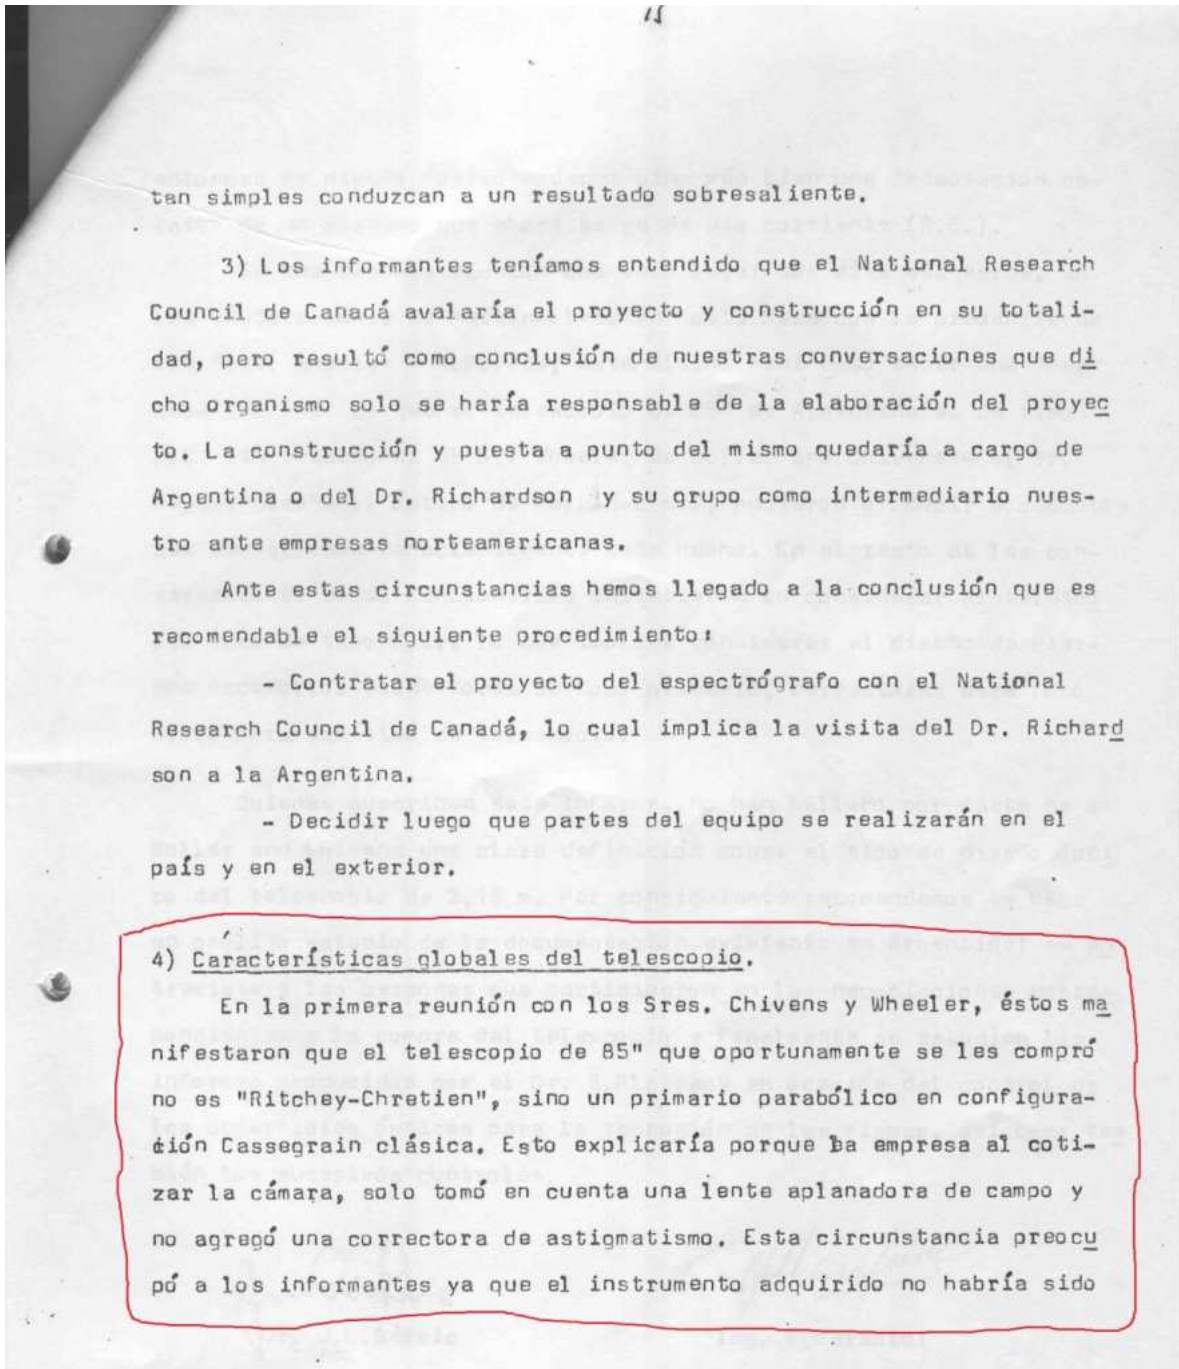 15
tan simples conduzcan a un resultado sobresaliente.
3) Los informantes teníamos entendido que el National Research
Council de Canadá avalaría el proyecto y construcción en su totali-
dad, pero resultó como conclusión de nuestras conversaciones que di
cho organismo solo se haría responsable de la elaboración del proyec
to. La construcción y puesta a punto del mismo quedaría a cargo de
Argentina o del Dr. Richardson y su grupo como intermediario nues-
tro ante empresas norteamericanas.
Ante estas circunstancias hemos llegado a la conclusión que es
recomendable el siguiente procedimiento:
- Contratar el proyecto del espectrógrafo con el National
Research Council de Canadá, lo cual implica la visita del Dr. Richard
son a la Argentina.
- Decidir luego que partes del equipo se realizarán en el
país y en el exterior.
4) Características globales del telescopio.
En la primera reunión con los Sres. Chivens y Wheeler, éstos ma
nifestaron que el telescopio de 85" que oportunamente se les compró
no es "Ritchey-Chretien", sino un primario parabólico en configura-
ción Cassegrain clásica. Esto explicaría porque la empresa al coti-
zar la cámara, solo tomó en cuenta una lente aplanadora de campo y
no agregó una correctora de astigmatismo. Esta circunstancia preocu
pó a los informantes ya que el instrumento adquirido no habría sido